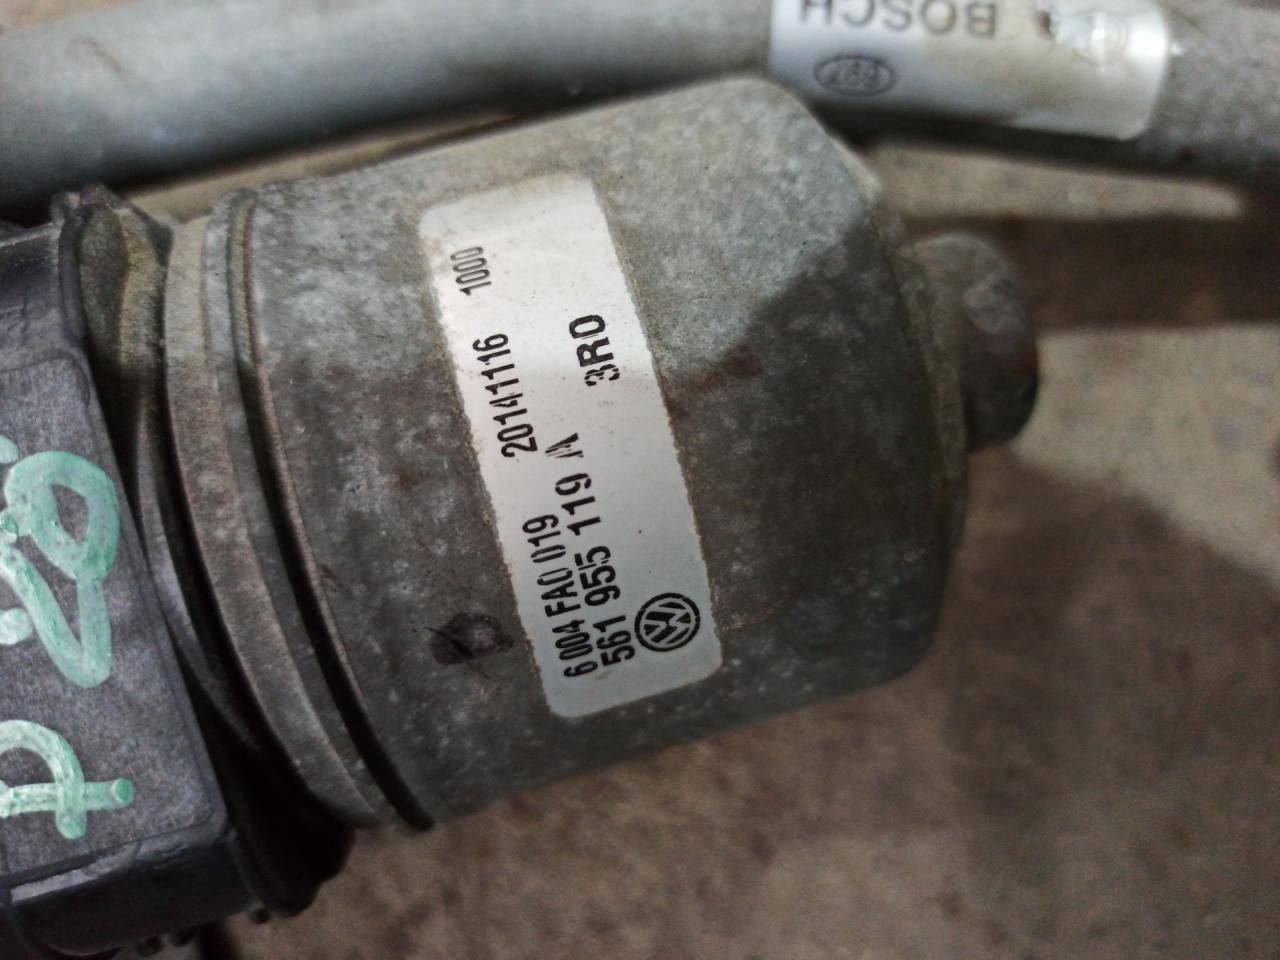 BOSCH
6 004 FA0 019 20141116 1000
561 955 119 A 3R0